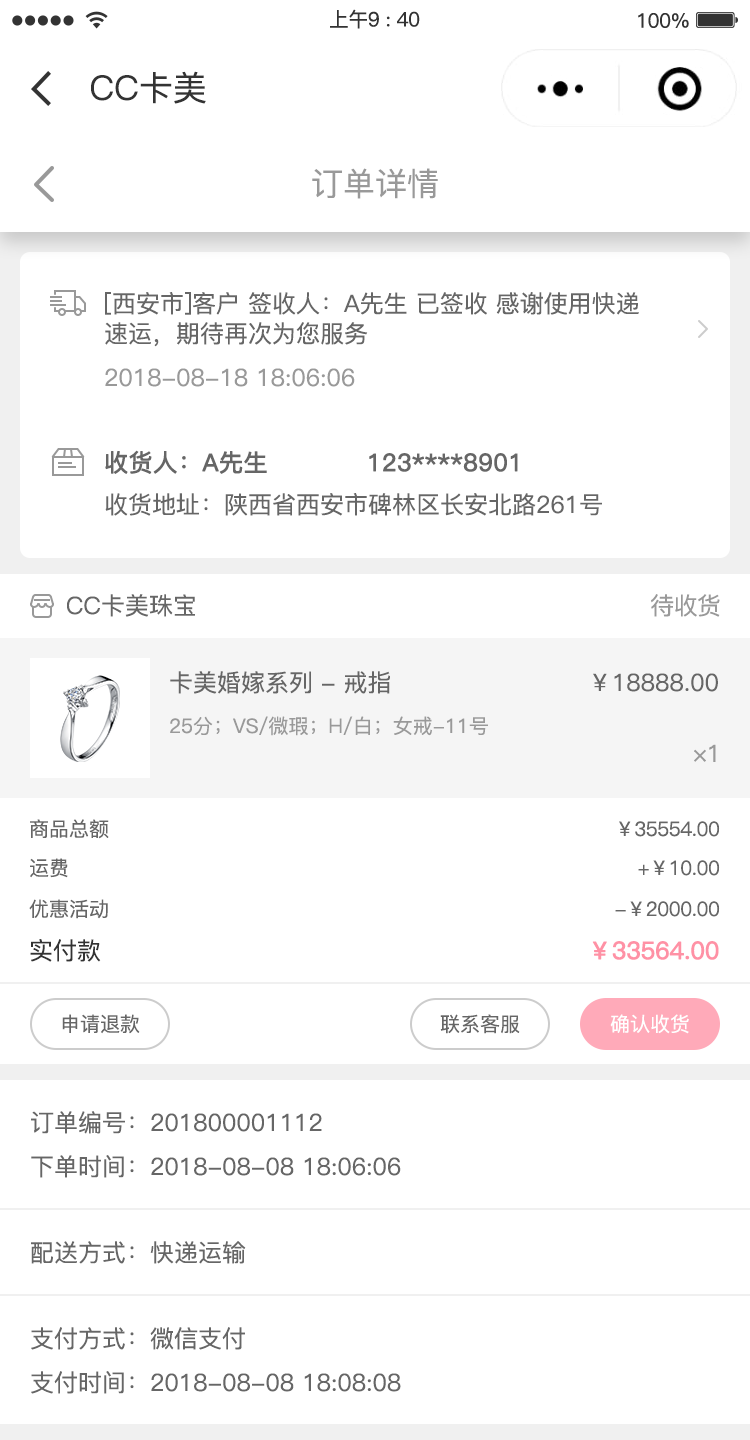 上午9 : 40
100%
CC卡美
订单详情
[西安市]客户 签收人：A先生 已签收 感谢使用快递
速运，期待再次为您服务
2018-08-18 18:06:06
收货人：A先生 123****8901
收货地址：陕西省西安市碑林区长安北路261号
CC卡美珠宝 待收货
卡美婚嫁系列 - 戒指 ¥18888.00
25分；VS/微瑕；H/白；女戒-11号
×1
商品总额 ¥35554.00
运费 +¥10.00
优惠活动 -¥2000.00
实付款 ¥33564.00
申请退款 联系客服 确认收货
订单编号：201800001112
下单时间：2018-08-08 18:06:06
配送方式：快递运输
支付方式：微信支付
支付时间：2018-08-08 18:08:08